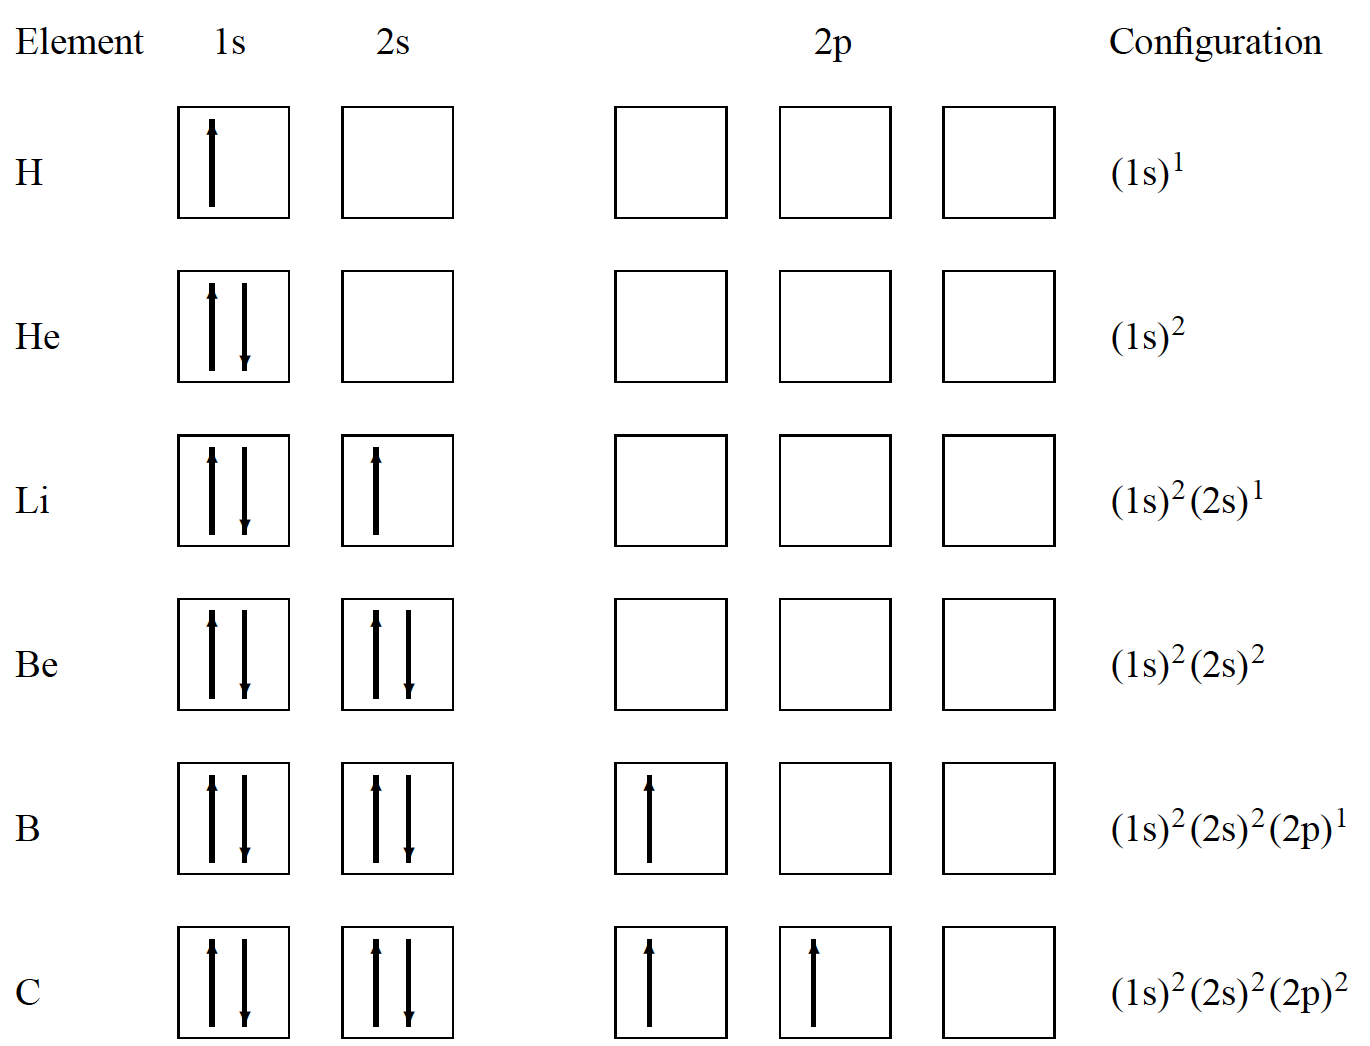 Element 1s 2s 2p Configuration
H (1s)¹
He (1s)²
Li (1s)²(2s)¹
Be (1s)²(2s)²
B (1s)²(2s)²(2p)¹
C (1s)²(2s)²(2p)²